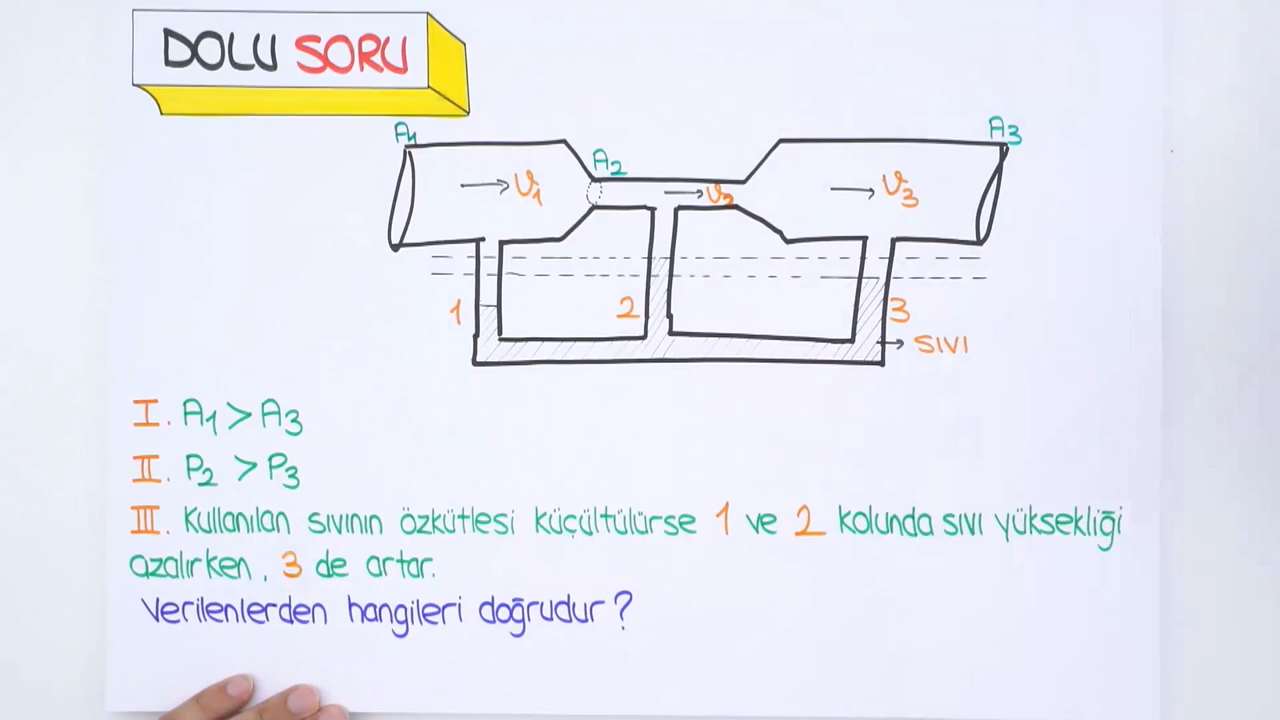 DOLU SORU
A1 A2 A3
V1 V2 V3
1 2 3
→ SIVI
I. A1 > A3
II. P2 > P3
III. Kullanılan sıvının özkütlesi küçültülürse 1 ve 2 kolunda sıvı yüksekliği
azalırken, 3 de artar.
Verilenlerden hangileri doğrudur?